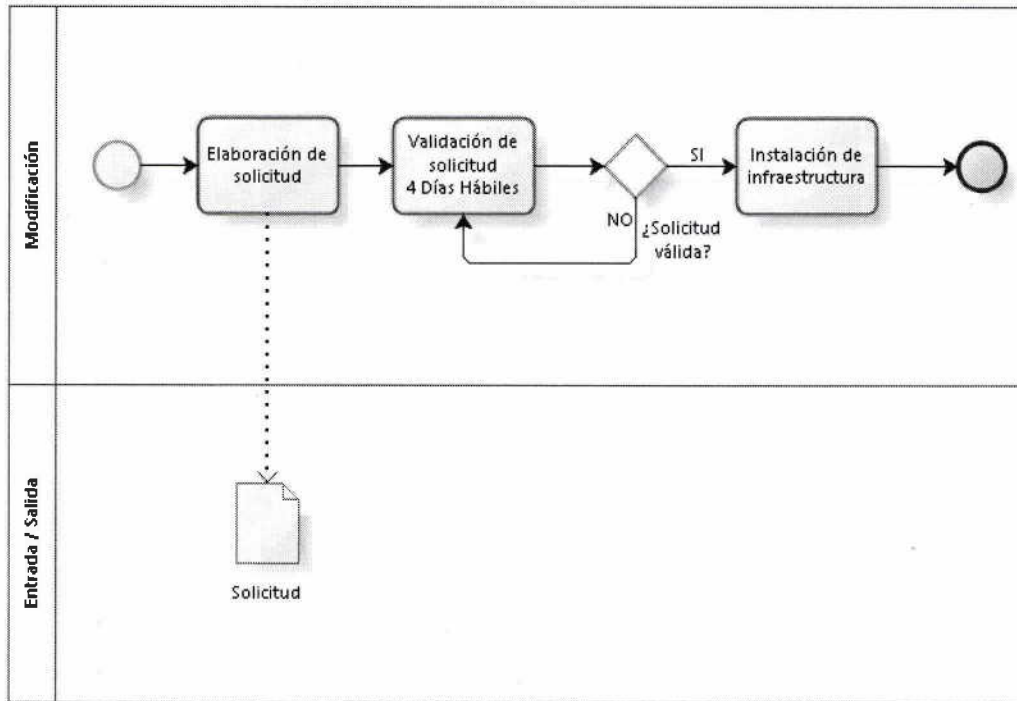 Modificación
Elaboración de
solicitud
Validación de
solicitud
4 Días Hábiles
SI
NO
¿Solicitud
válida?
Instalación de
infraestructura
Entrada / Salida
Solicitud